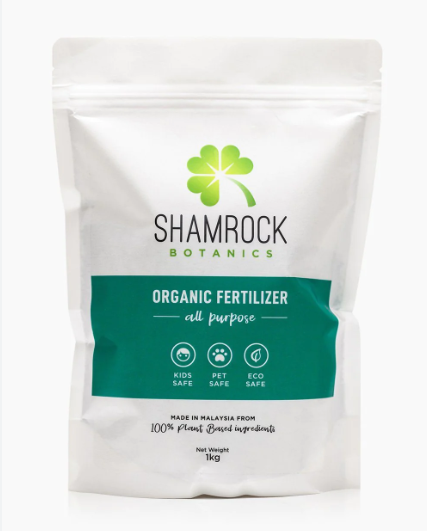 SHAMROCK
BOTANICS
ORGANIC FERTILIZER
all purpose
KIDS SAFE
PET SAFE
ECO SAFE
MADE IN MALAYSIA FROM
100% Plant Based ingredients
Net Weight
1kg